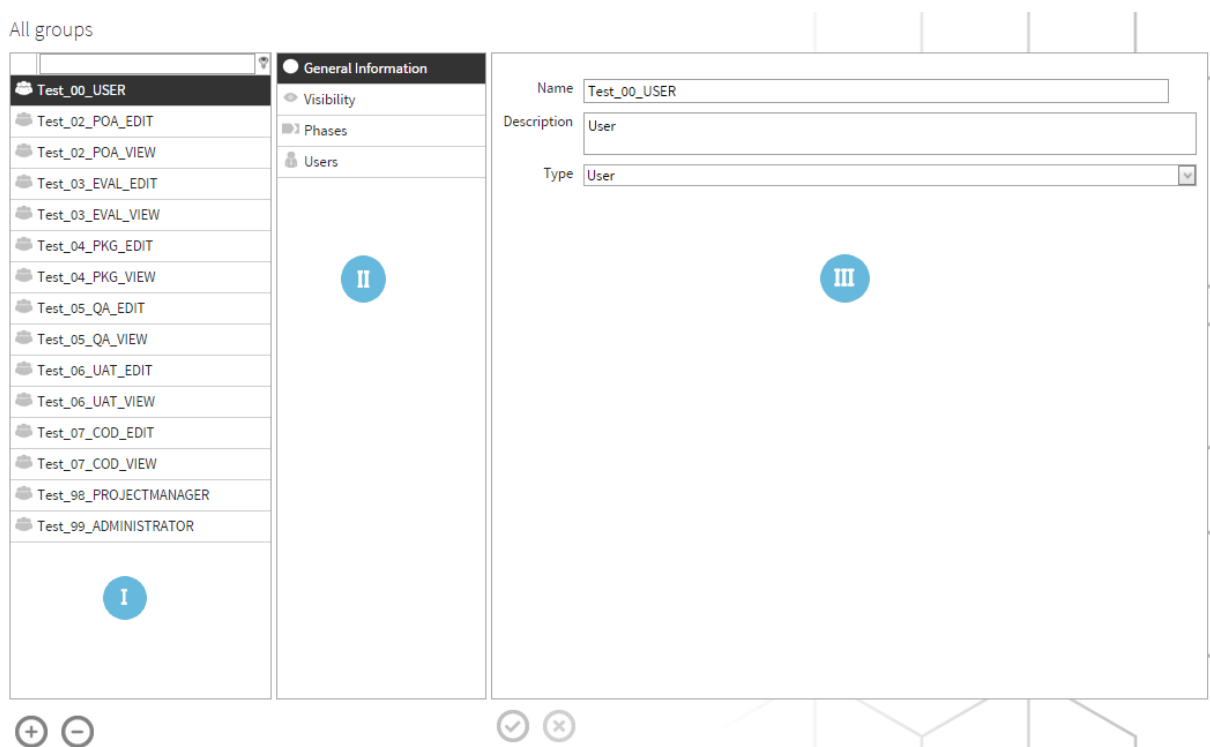 All groups
Test_00_USER
Test_02_POA_EDIT
Test_02_POA_VIEW
Test_03_EVAL_EDIT
Test_03_EVAL_VIEW
Test_04_PKG_EDIT
Test_04_PKG_VIEW
Test_05_QA_EDIT
Test_05_QA_VIEW
Test_06_UAT_EDIT
Test_06_UAT_VIEW
Test_07_COD_EDIT
Test_07_COD_VIEW
Test_98_PROJECTMANAGER
Test_99_ADMINISTRATOR
I
General Information
Visibility
Phases
Users
II
Name Test_00_USER
Description User
Type User
III